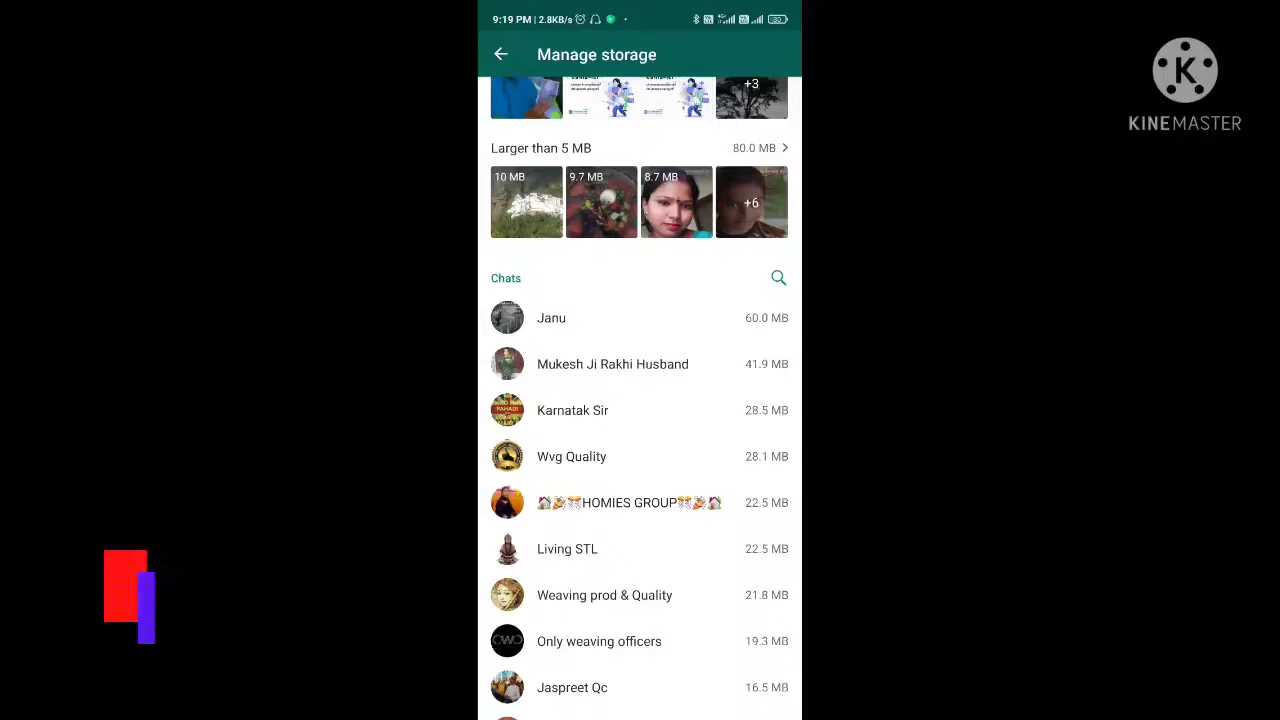 9:19 PM | 2.8KB/s
80
Manage storage
K
KINEMASTER
+3
Larger than 5 MB
80.0 MB
10 MB
9.7 MB
8.7 MB
+6
Chats
Janu
60.0 MB
Mukesh Ji Rakhi Husband
41.9 MB
Karnatak Sir
28.5 MB
Wvg Quality
28.1 MB
🏠🎉🎊HOMIES GROUP🎊🎉🏠
22.5 MB
Living STL
22.5 MB
Weaving prod & Quality
21.8 MB
OWO
Only weaving officers
19.3 MB
Jaspreet Qc
16.5 MB